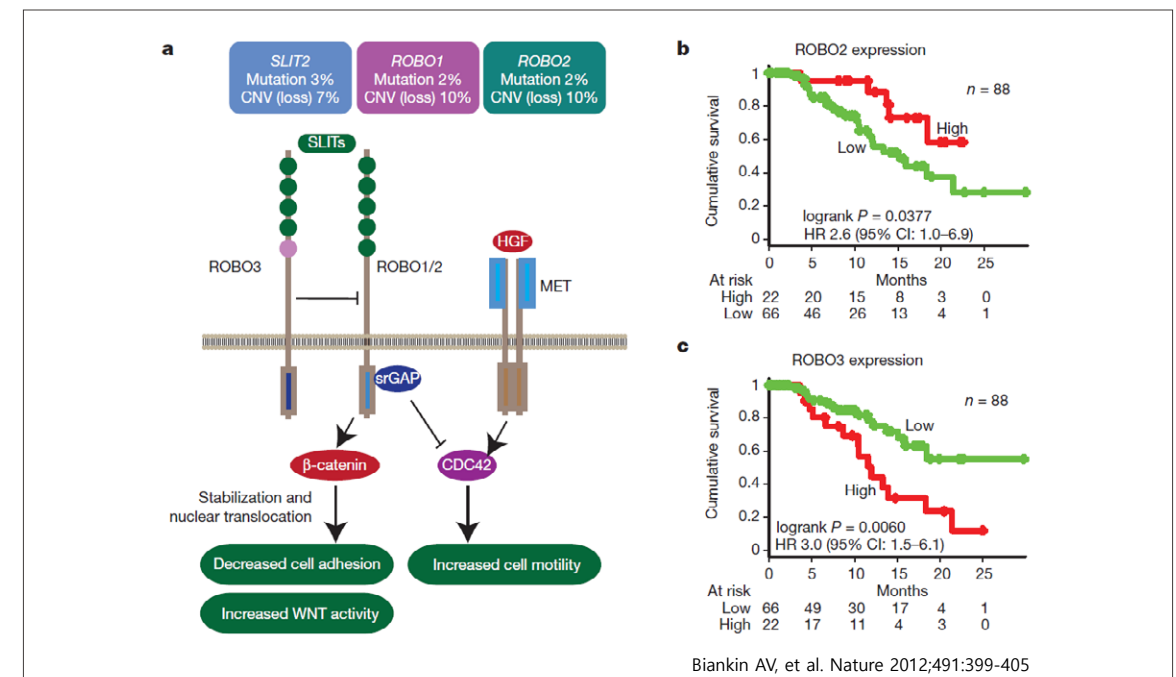 a
SLIT2
Mutation 3%
CNV (loss) 7%
ROBO1
Mutation 2%
CNV (loss) 10%
ROBO2
Mutation 2%
CNV (loss) 10%
SLITs
ROBO3
ROBO1/2
HGF
MET
srGAP
β-catenin
CDC42
Stabilization and
nuclear translocation
Decreased cell adhesion
Increased cell motility
Increased WNT activity
b
ROBO2 expression
n = 88
High
Low
Cumulative survival
1
0.8
0.6
0.4
0.2
0
logrank P = 0.0377
HR 2.6 (95% CI: 1.0–6.9)
0 5 10 15 20 25
At risk Months
High 22 20 15 8 3 0
Low 66 46 26 13 4 1
c
ROBO3 expression
n = 88
Low
High
Cumulative survival
1
0.8
0.6
0.4
0.2
0
logrank P = 0.0060
HR 3.0 (95% CI: 1.5–6.1)
0 5 10 15 20 25
At risk Months
Low 66 49 30 17 4 1
High 22 17 11 4 3 0
Biankin AV, et al. Nature 2012;491:399-405